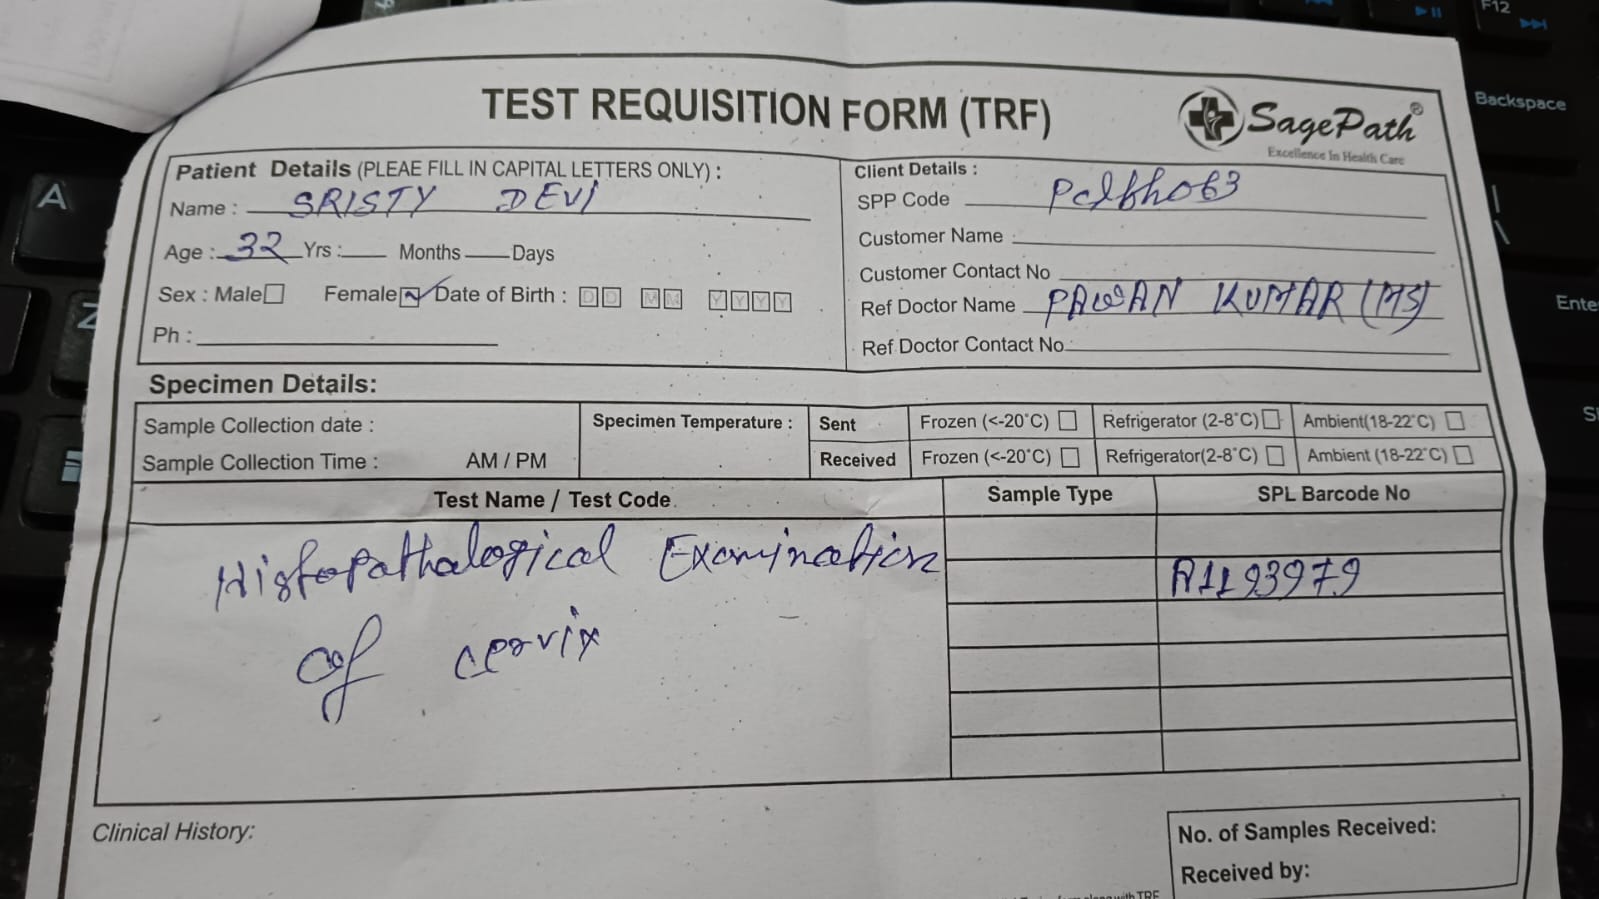 F12
Backspace
A
Z
Ente
TEST REQUISITION FORM (TRF)
SagePath®
Excellence In Health Care
Patient Details (PLEAE FILL IN CAPITAL LETTERS ONLY) :
Name : SRISTY DEVI
Age : 32 Yrs : Months Days
Sex : Male Female Date of Birth : DD MM YYYY
Ph :
Client Details :
SPP Code
Customer Name
Customer Contact No
Ref Doctor Name PAWAN KUMAR (MS)
Ref Doctor Contact No
Specimen Details:
Sample Collection date :
Sample Collection Time : AM / PM
Specimen Temperature :
Sent Frozen (<-20°C) Refrigerator (2-8°C) Ambient(18-22°C)
Received Frozen (<-20°C) Refrigerator(2-8°C) Ambient (18-22°C)
Test Name / Test Code Sample Type SPL Barcode No
Histopathalogical Examination
of cervix
A1193979
Clinical History:
No. of Samples Received:
Received by:
with TRF